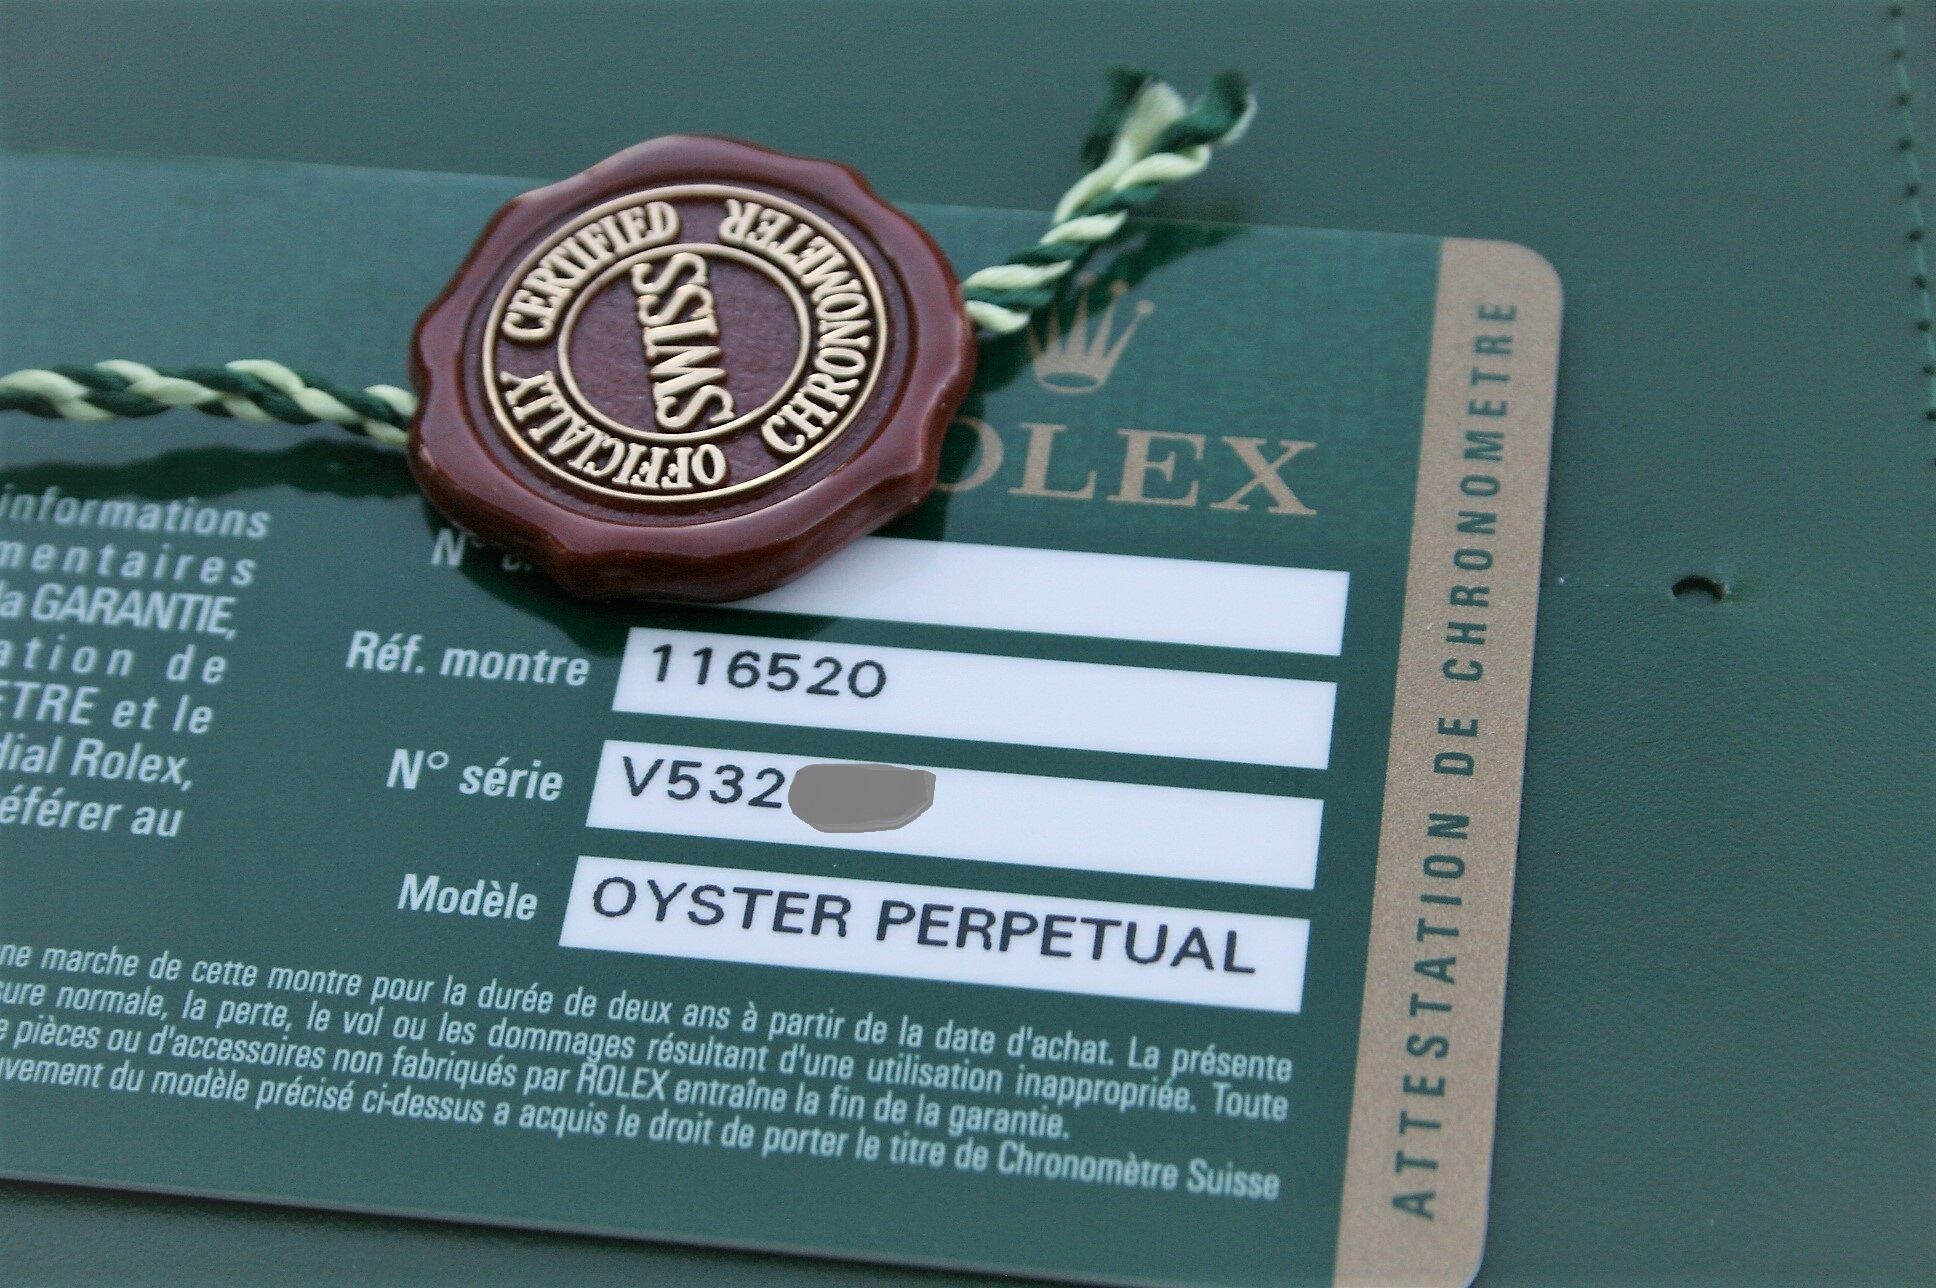 OFFICIALLY CERTIFIED CHRONOMETER
SWISS
ROLEX
informations
mentaires
la GARANTIE,
ation de
ETRE et le
dial Rolex,
éférer au
N°
Réf. montre 116520
N° série V532
Modèle OYSTER PERPETUAL
ne marche de cette montre pour la durée de deux ans à partir de la date d'achat. La présente
sure normale, la perte, le vol ou les dommages résultant d'une utilisation inappropriée. Toute
e pièces ou d'accessoires non fabriqués par ROLEX entraîne la fin de la garantie.
uvement du modèle précisé ci-dessus a acquis le droit de porter le titre de Chronomètre Suisse
ATTESTATION DE CHRONOMETRE